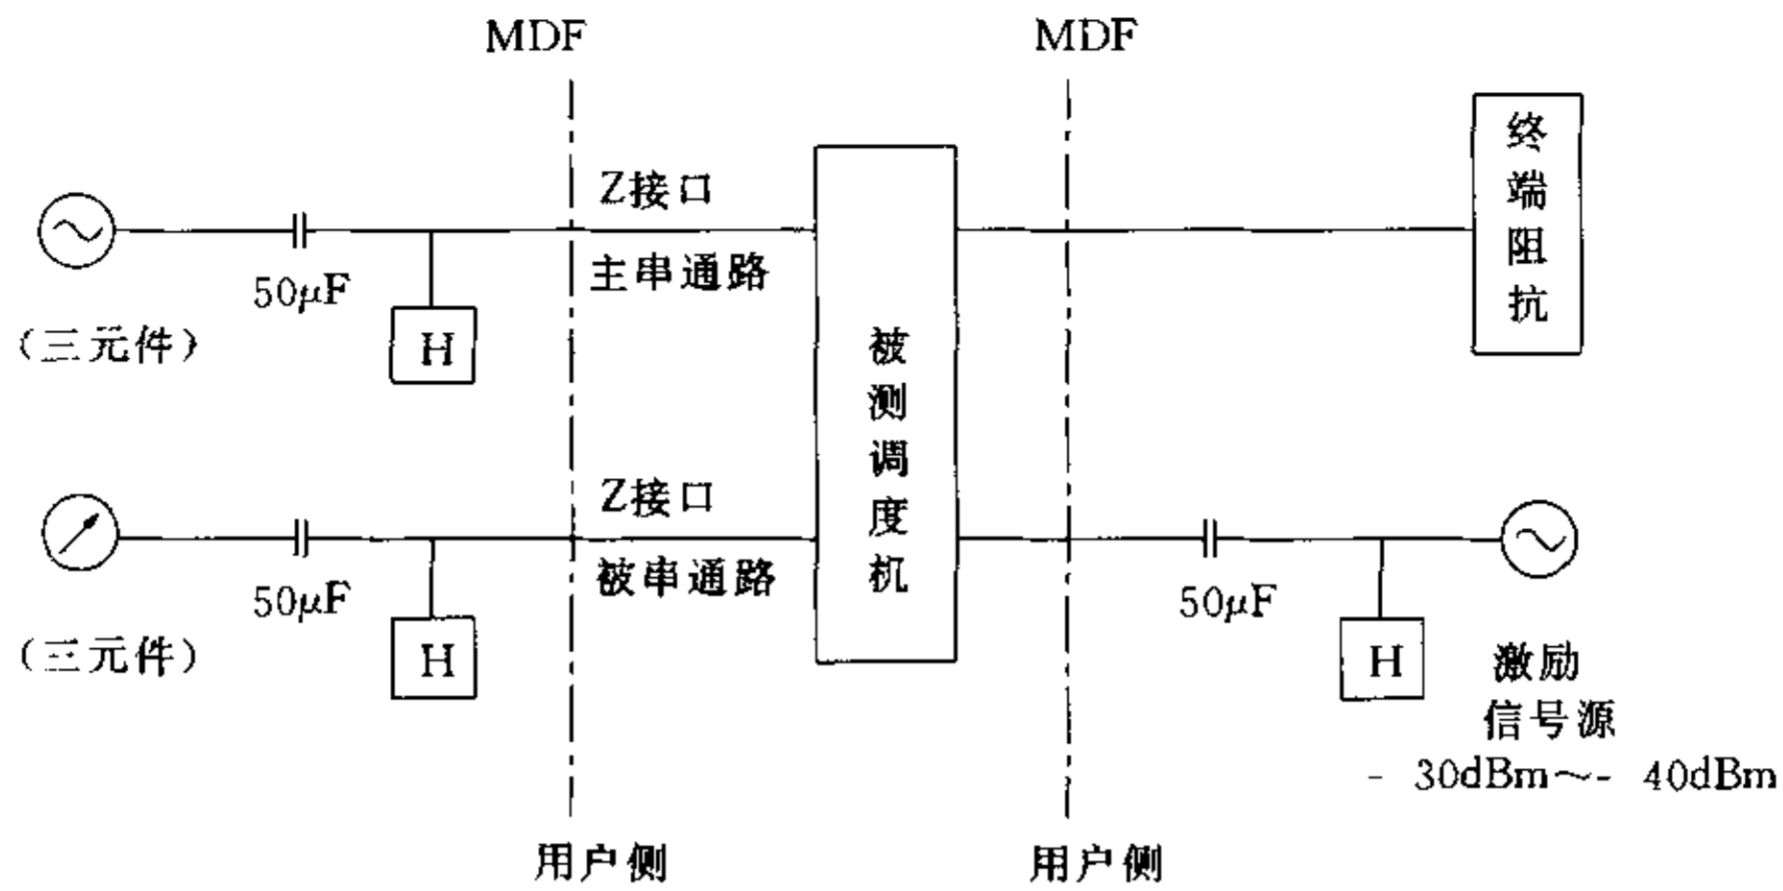 MDF
MDF
Z接口
主串通路
50μF
(三元件)
H
终端阻抗
被测调度机
Z接口
被串通路
50μF
(三元件)
H
50μF
H
激励
信号源
- 30dBm～- 40dBm
用户侧
用户侧